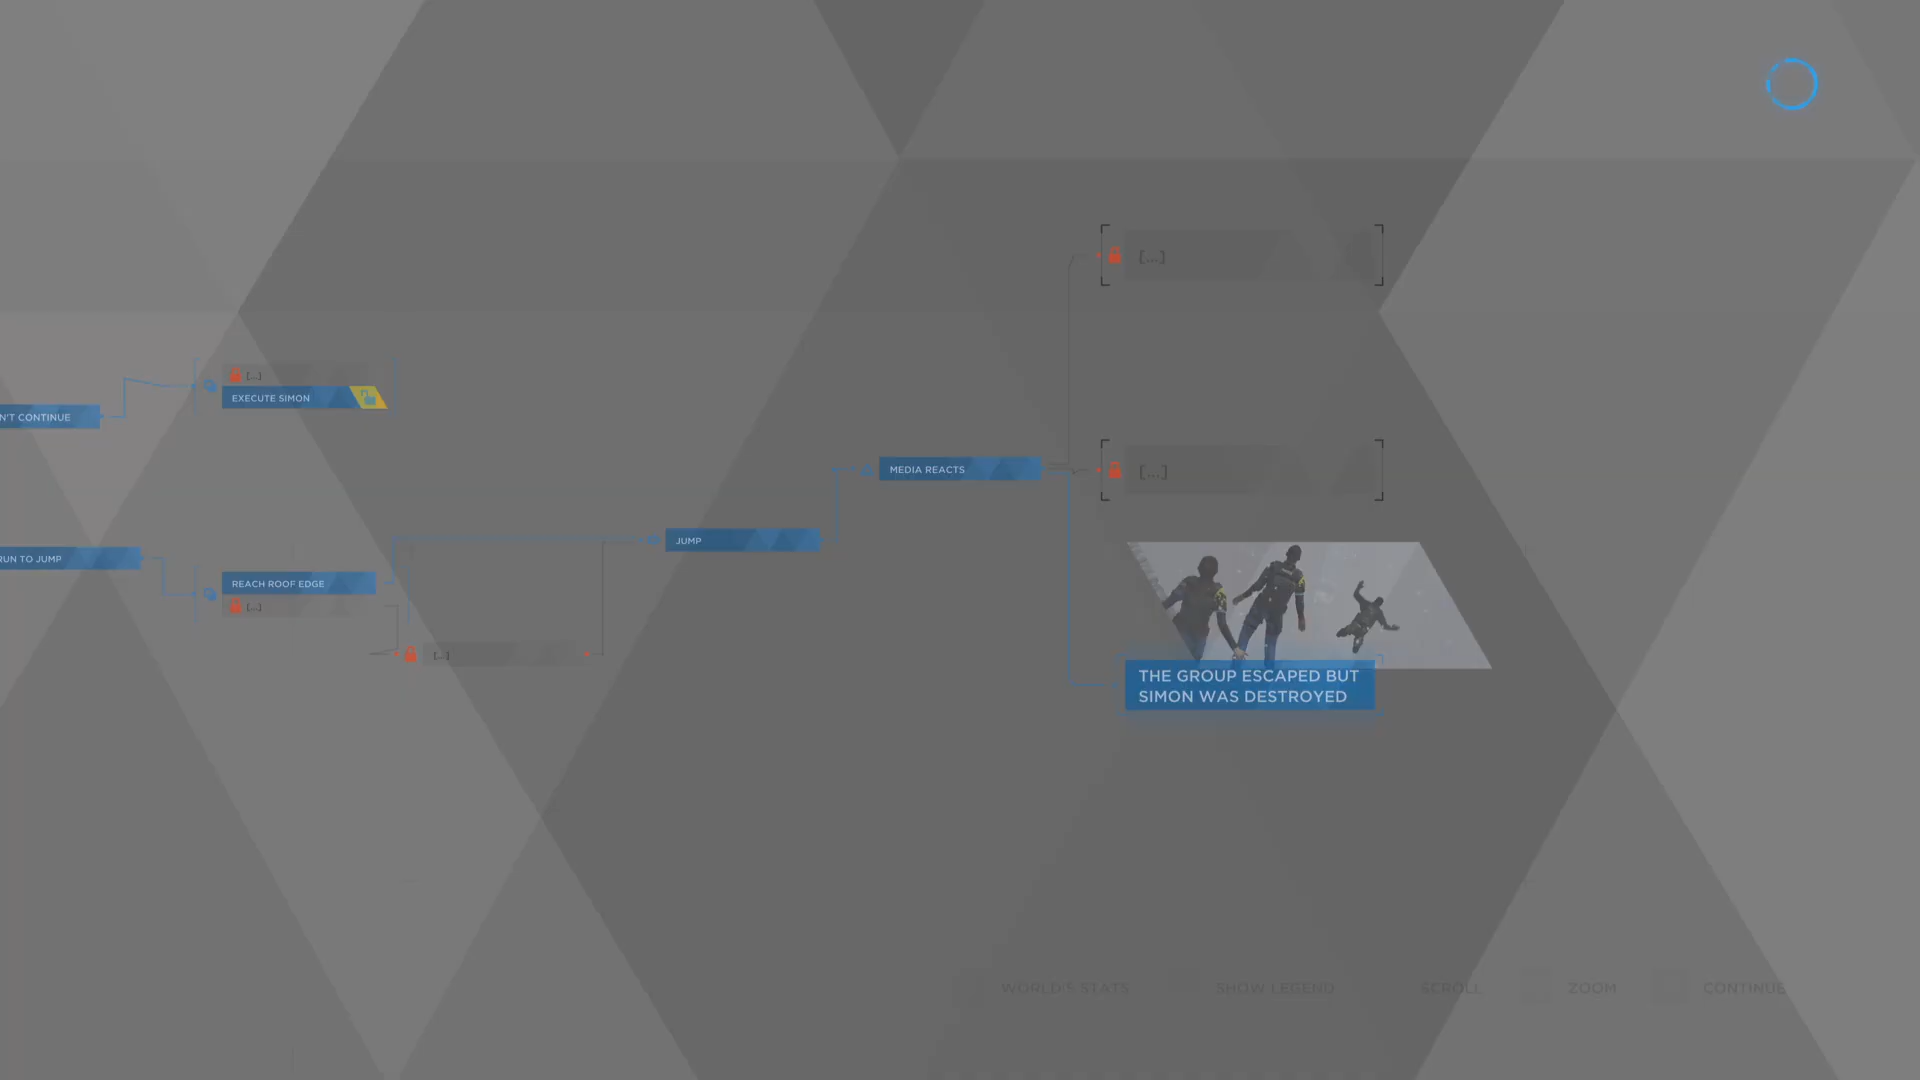 [...]
[...]
EXECUTE SIMON
N'T CONTINUE
MEDIA REACTS
[...]
JUMP
RUN TO JUMP
REACH ROOF EDGE
[...]
[...]
THE GROUP ESCAPED BUT
SIMON WAS DESTROYED
WORLD'S STATS
SHOW LEGEND
SCROLL
ZOOM
CONTINUE